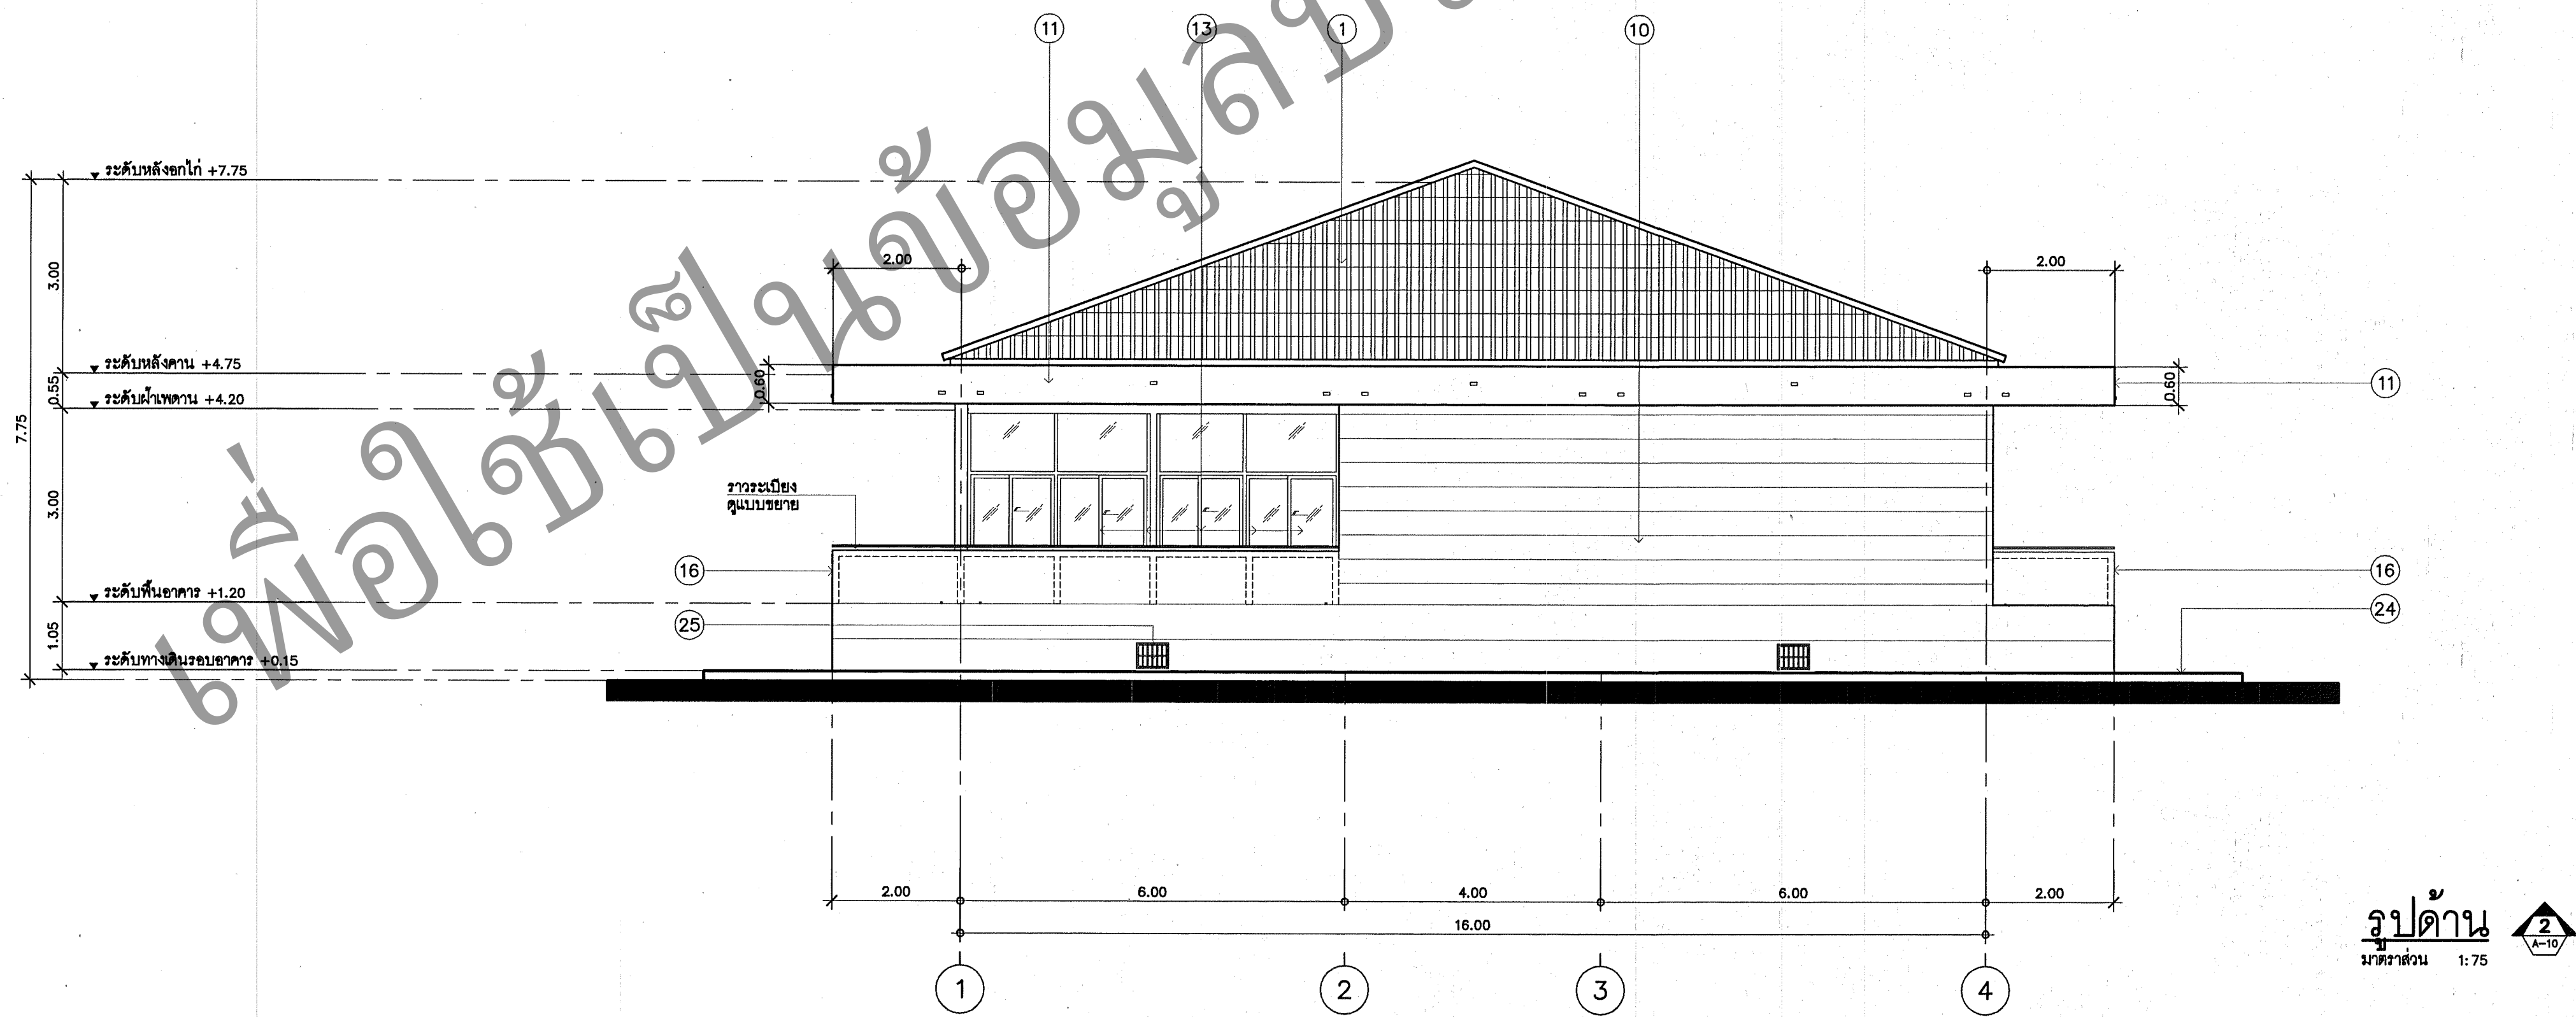 11 13 1 10
ระดับหลังอกไก่ +7.75
2.00 2.00
3.00
ระดับหลังคาน +4.75
0.60 0.60
11
0.55
ระดับฝ้าเพดาน +4.20
7.75
3.00
ราวระเบียง
ดูแบบขยาย
16 16
ระดับพื้นอาคาร +1.20
24
25
1.05
ระดับทางเดินรอบอาคาร +0.15
2.00 6.00 4.00 6.00 2.00
16.00
1 2 3 4
รูปด้าน
มาตราส่วน 1:75
2
A-10
เพื่อใช้เป็นข้อมูล